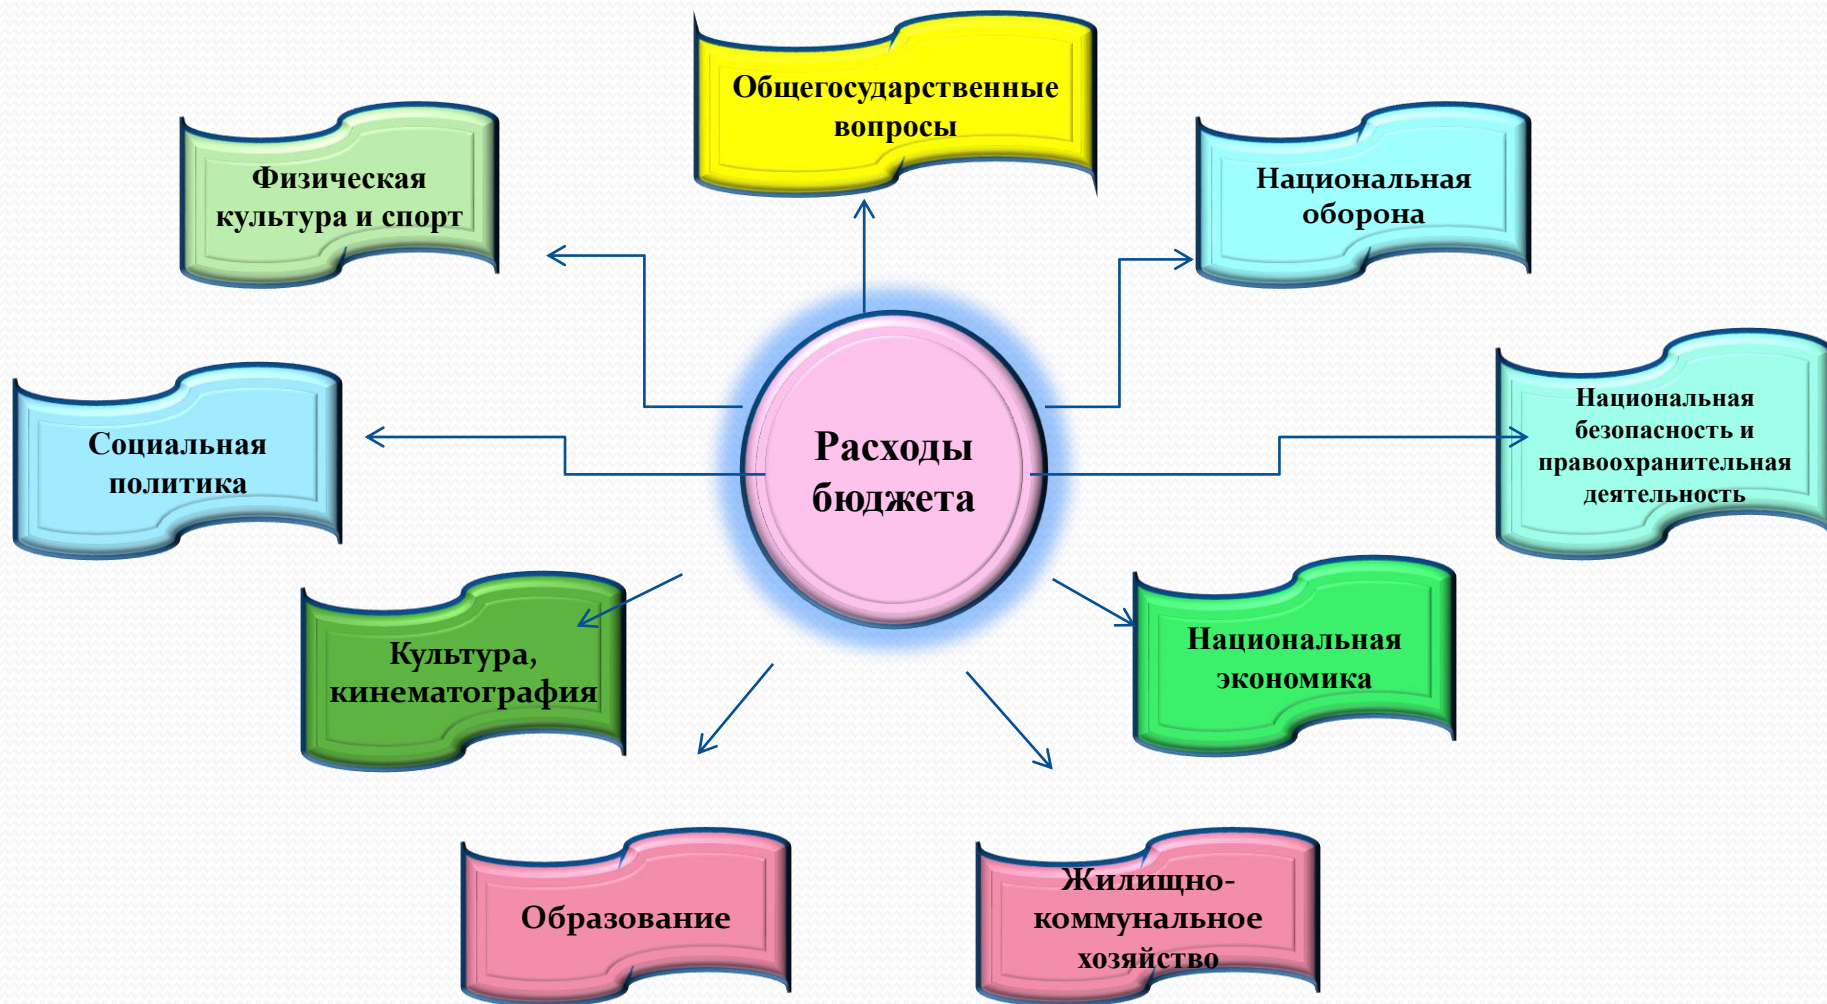 Общегосударственные
вопросы
Физическая
культура и спорт
Национальная
оборона
Социальная
политика
Расходы
бюджета
Национальная
безопасность и
правоохранительная
деятельность
Культура,
кинематография
Национальная
экономика
Образование
Жилищно-
коммунальное
хозяйство